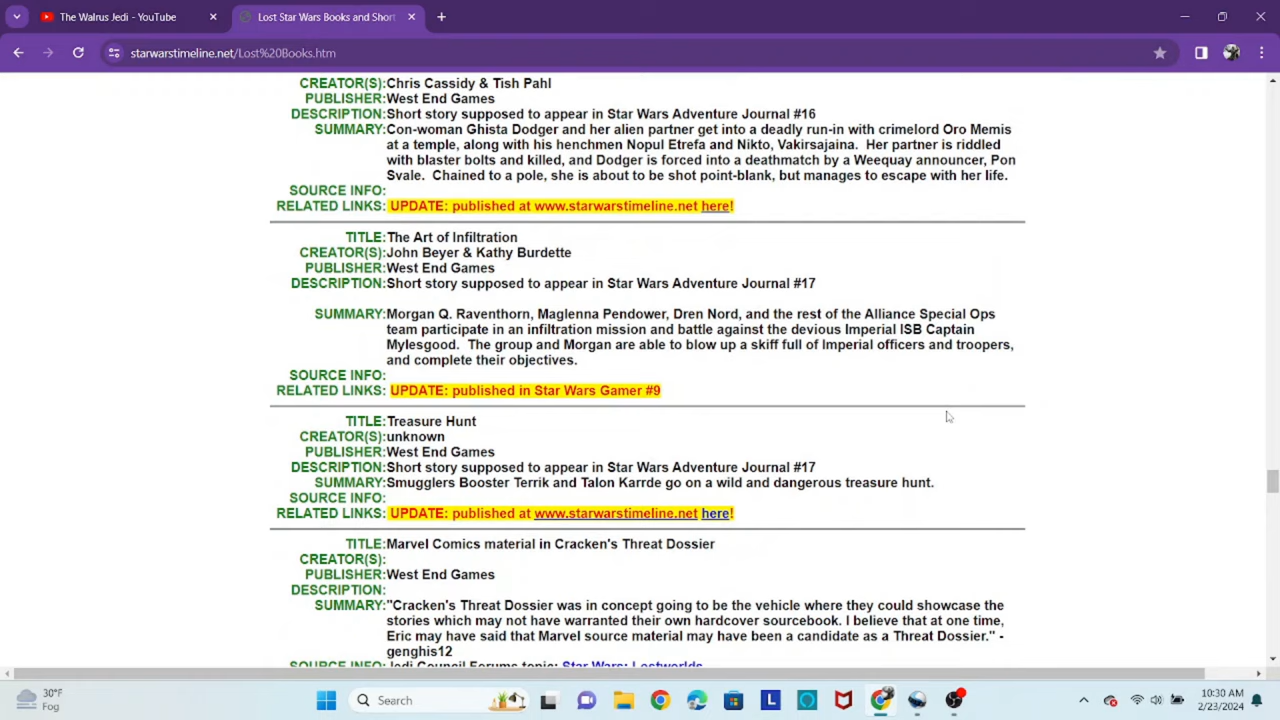 The Walrus Jedi - YouTube
Lost Star Wars Books and Short
starwarstimeline.net/Lost%20Books.htm
CREATOR(S): Chris Cassidy & Tish Pahl
PUBLISHER: West End Games
DESCRIPTION: Short story supposed to appear in Star Wars Adventure Journal #16
SUMMARY: Con-woman Ghista Dodger and her alien partner get into a deadly run-in with crimelord Oro Memis
at a temple, along with his henchmen Nopul Etrefa and Nikto, Vakirsajaina. Her partner is riddled
with blaster bolts and killed, and Dodger is forced into a deathmatch by a Weequay announcer, Pon
Svale. Chained to a pole, she is about to be shot point-blank, but manages to escape with her life.
SOURCE INFO:
RELATED LINKS: UPDATE: published at www.starwarstimeline.net here!
TITLE: The Art of Infiltration
CREATOR(S): John Beyer & Kathy Burdette
PUBLISHER: West End Games
DESCRIPTION: Short story supposed to appear in Star Wars Adventure Journal #17
SUMMARY: Morgan Q. Raventhorn, Maglenna Pendower, Dren Nord, and the rest of the Alliance Special Ops
team participate in an infiltration mission and battle against the devious Imperial ISB Captain
Mylesgood. The group and Morgan are able to blow up a skiff full of Imperial officers and troopers,
and complete their objectives.
SOURCE INFO:
RELATED LINKS: UPDATE: published in Star Wars Gamer #9
TITLE: Treasure Hunt
CREATOR(S): unknown
PUBLISHER: West End Games
DESCRIPTION: Short story supposed to appear in Star Wars Adventure Journal #17
SUMMARY: Smugglers Booster Terrik and Talon Karrde go on a wild and dangerous treasure hunt.
SOURCE INFO:
RELATED LINKS: UPDATE: published at www.starwarstimeline.net here!
TITLE: Marvel Comics material in Cracken's Threat Dossier
CREATOR(S):
PUBLISHER: West End Games
DESCRIPTION:
SUMMARY: "Cracken's Threat Dossier was in concept going to be the vehicle where they could showcase the
stories which may not have warranted their own hardcover sourcebook. I believe that at one time,
Eric may have said that Marvel source material may have been a candidate as a Threat Dossier." -
genghis12
SOURCE INFO: Jedi Council Forums topic: Star Wars: Lostworlds
30°F
Fog
Search
L
10:30 AM
2/23/2024